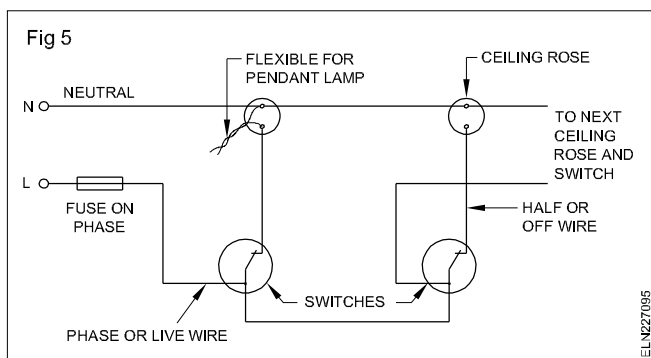 Fig 5
FLEXIBLE FOR
PENDANT LAMP
CEILING ROSE
N
NEUTRAL
TO NEXT
CEILING
ROSE AND
SWITCH
L
FUSE ON
PHASE
HALF OR
OFF WIRE
SWITCHES
PHASE OR LIVE WIRE
ELN227095